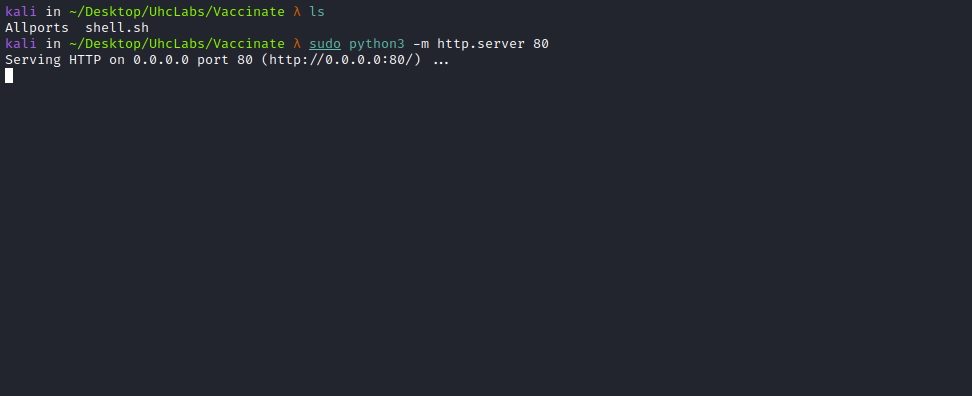 kali in ~/Desktop/UhcLabs/Vaccinate λ ls
Allports  shell.sh
kali in ~/Desktop/UhcLabs/Vaccinate λ sudo python3 -m http.server 80
Serving HTTP on 0.0.0.0 port 80 (http://0.0.0.0:80/) ...